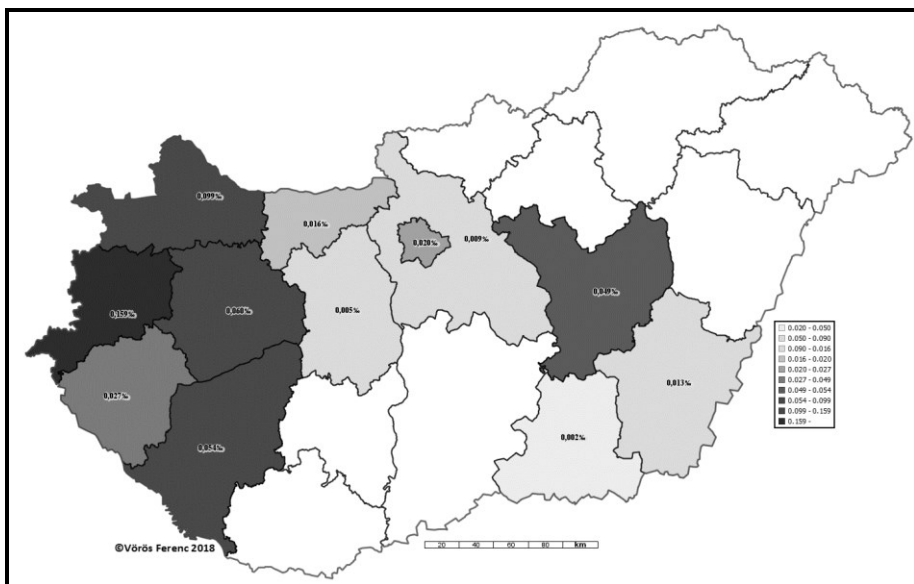 0,099‰
0,016‰
0,020‰
0,009‰
0,049‰
0,159‰
0,060‰
0,005‰
0,013‰
0,027‰
0,054‰
0,002‰
0.020 - 0.050
0.050 - 0.090
0.090 - 0.016
0.016 - 0.020
0.020 - 0.027
0.027 - 0.049
0.049 - 0.054
0.054 - 0.099
0.099 - 0.159
0.159 -
©Vörös Ferenc 2018
20 40 60 80 km